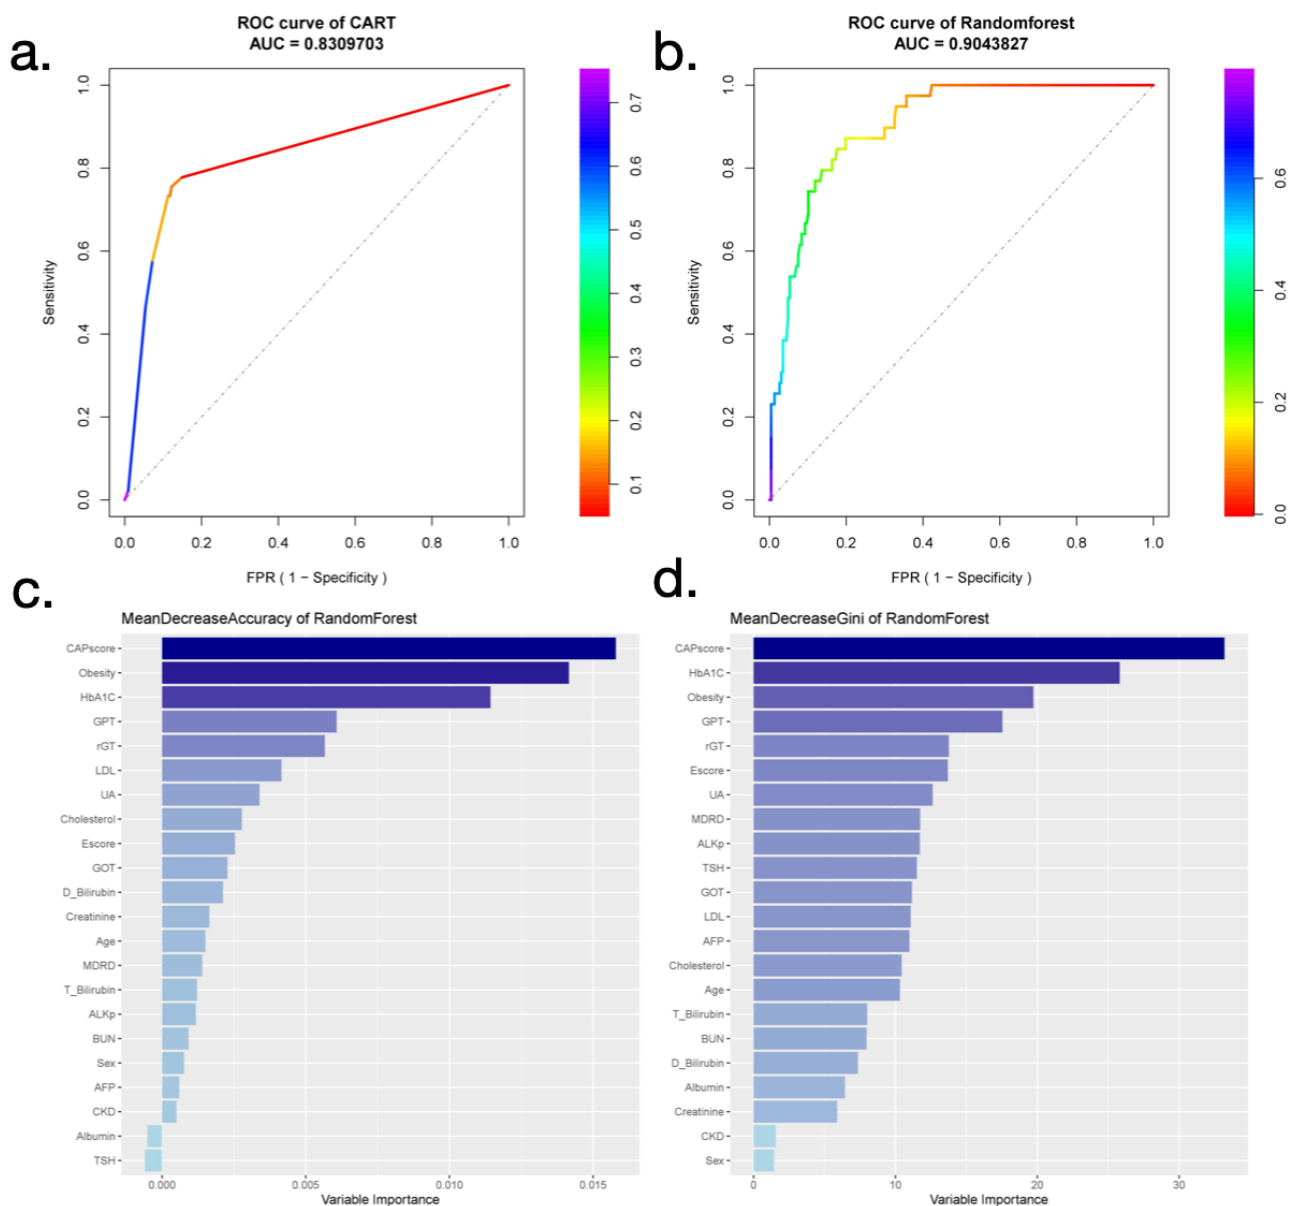 a.
ROC curve of CART
AUC = 0.8309703
Sensitivity
0.0
0.2
0.4
0.6
0.8
1.0
0.0 0.2 0.4 0.6 0.8 1.0
FPR ( 1 − Specificity )
0.1
0.2
0.3
0.4
0.5
0.6
0.7
b.
ROC curve of Randomforest
AUC = 0.9043827
Sensitivity
0.0
0.2
0.4
0.6
0.8
1.0
0.0 0.2 0.4 0.6 0.8 1.0
FPR ( 1 − Specificity )
0.0
0.2
0.4
0.6
c.
MeanDecreaseAccuracy of RandomForest
CAPscore
Obesity
HbA1C
GPT
rGT
LDL
UA
Cholesterol
Escore
GOT
D_Bilirubin
Creatinine
Age
MDRD
T_Bilirubin
ALKp
BUN
Sex
AFP
CKD
Albumin
TSH
0.000 0.005 0.010 0.015
Variable Importance
d.
MeanDecreaseGini of RandomForest
CAPscore
HbA1C
Obesity
GPT
rGT
Escore
UA
MDRD
ALKp
TSH
GOT
LDL
AFP
Cholesterol
Age
T_Bilirubin
BUN
D_Bilirubin
Albumin
Creatinine
CKD
Sex
0 10 20 30
Variable Importance